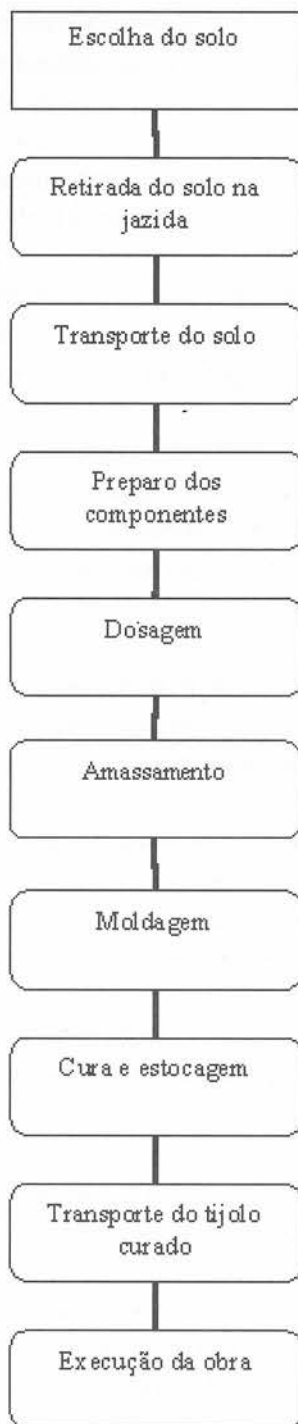 Escolha do solo
Retirada do solo na
jazida
Transporte do solo
Preparo dos
componentes
Dosagem
Amassamento
Moldagem
Cura e estocagem
Transporte do tijolo
curado
Execução da obra